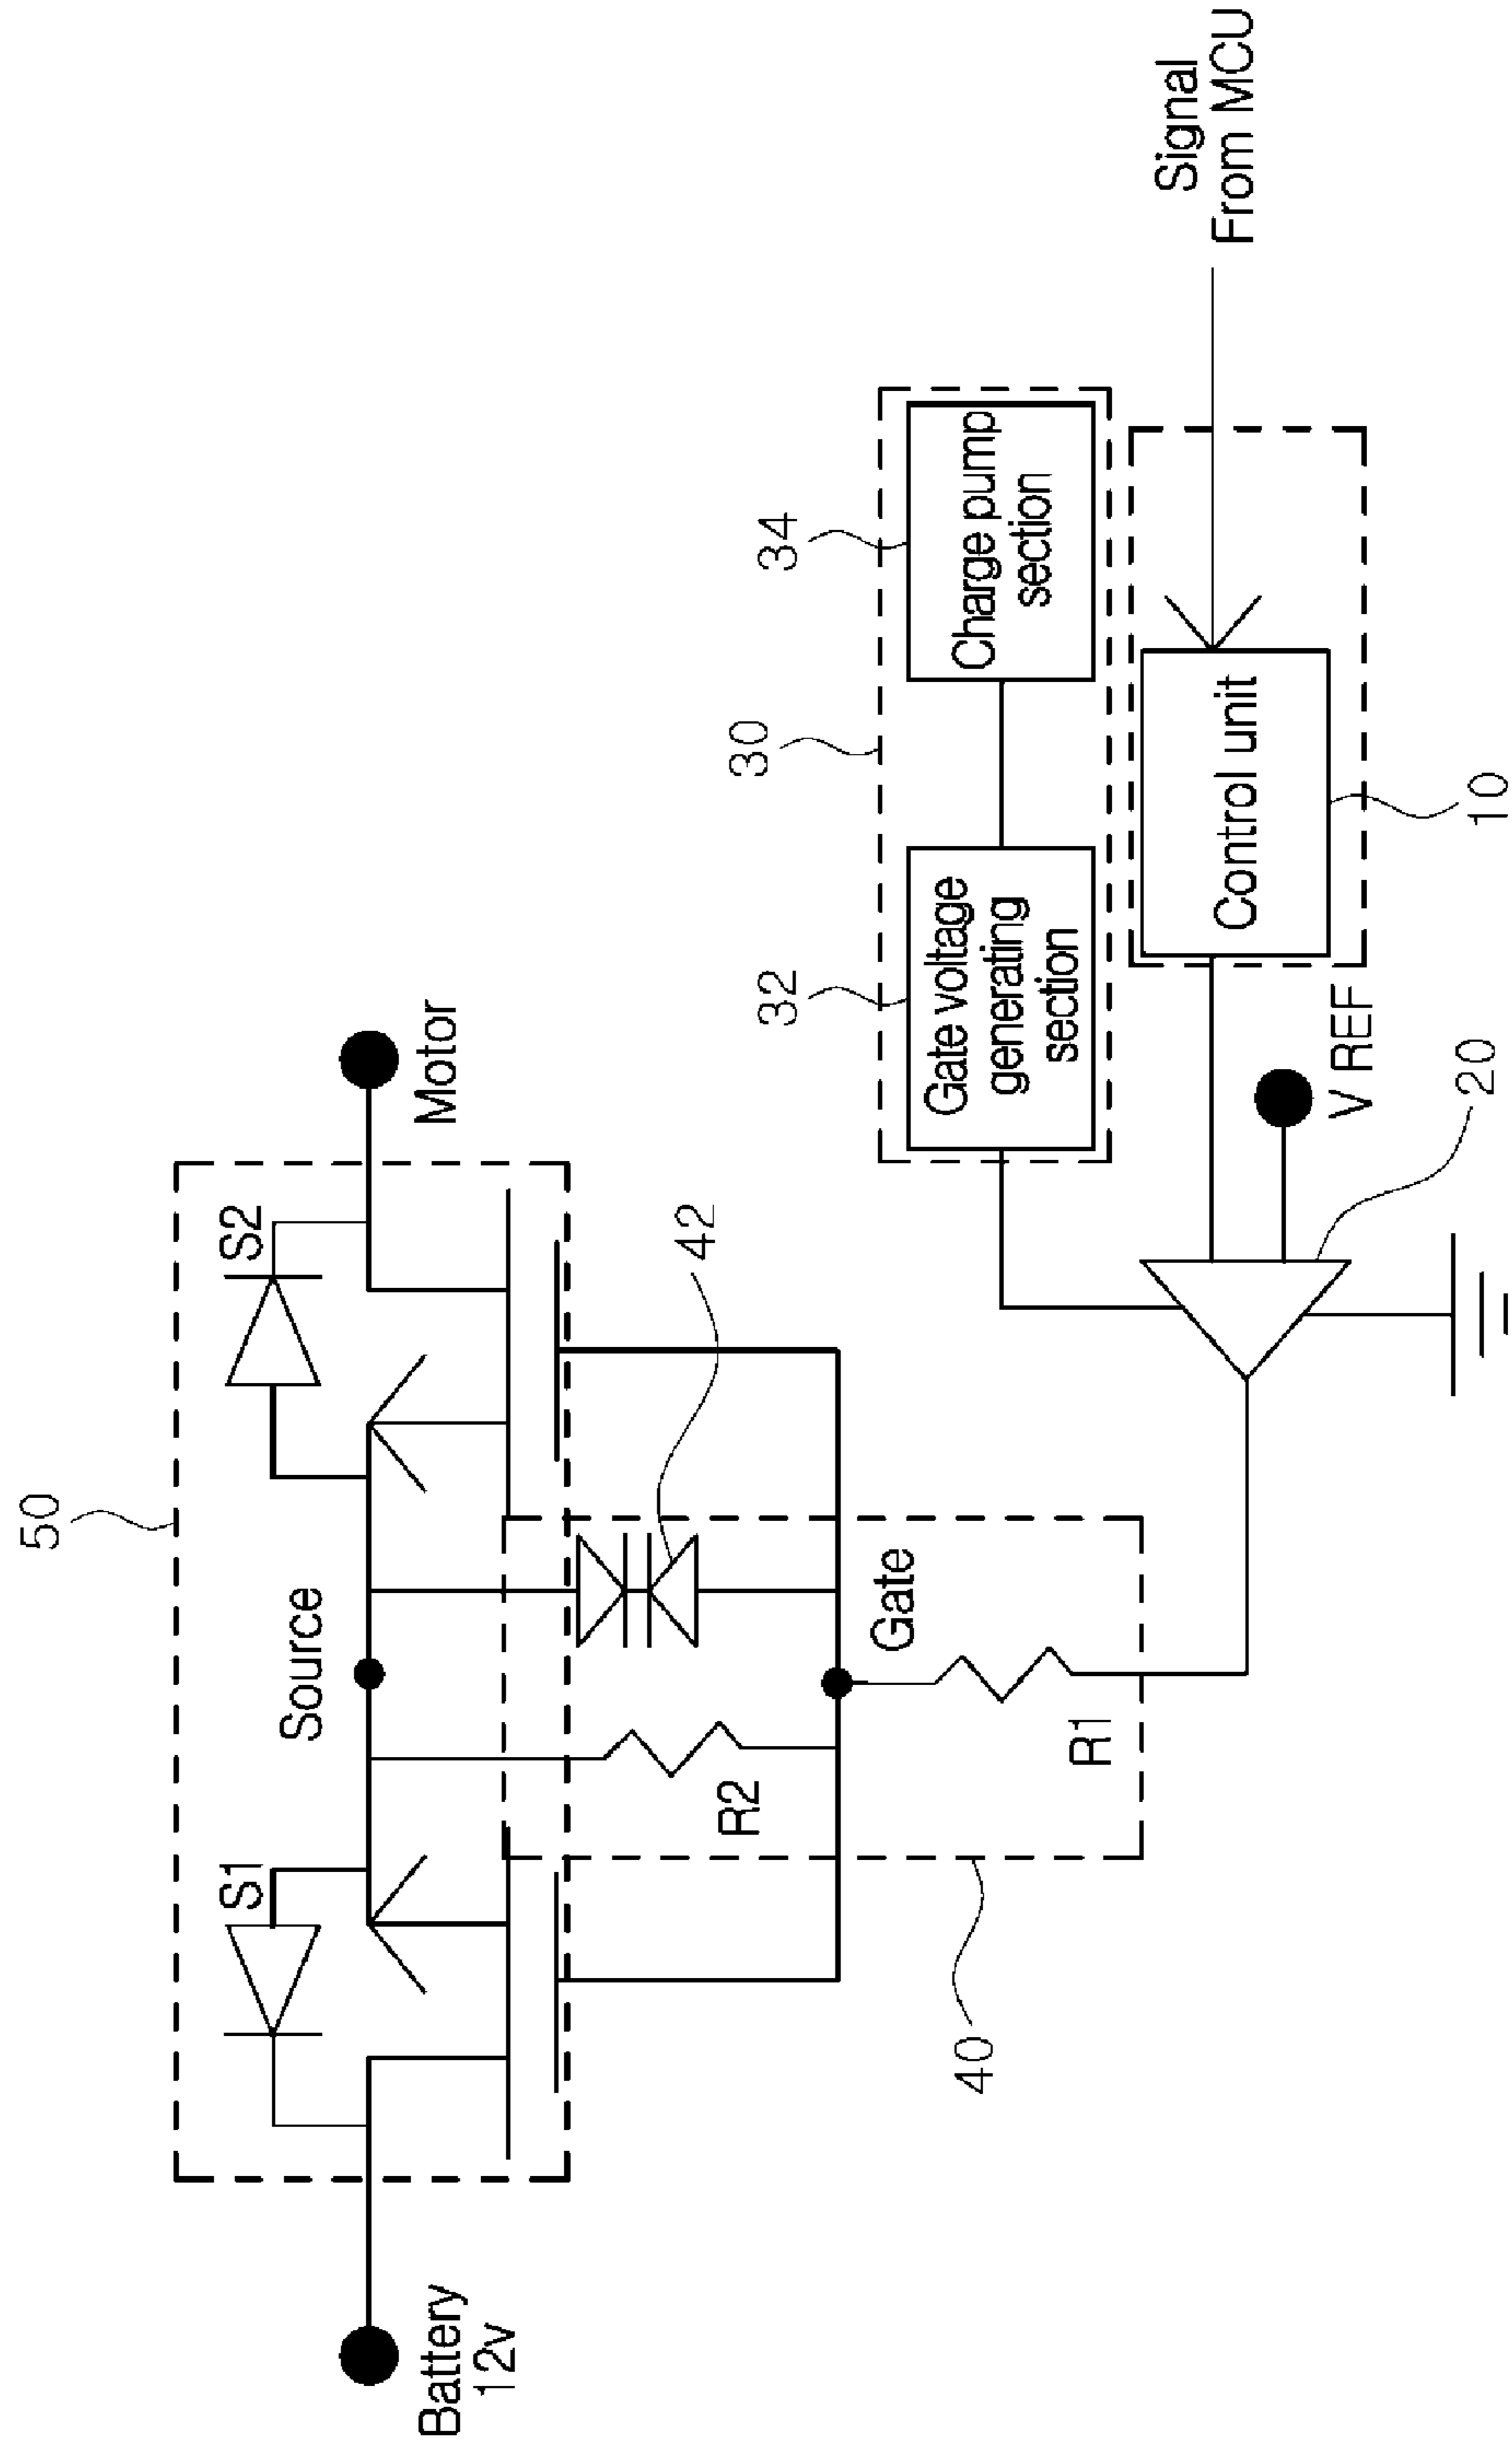 50
S1
Source
S2
Battery
12v
Motor
42
R2
Gate
40
R1
30
32
34
Gate voltage
generating
section
Charge pump
section
Control unit
Signal
From MCU
V REF
20
10